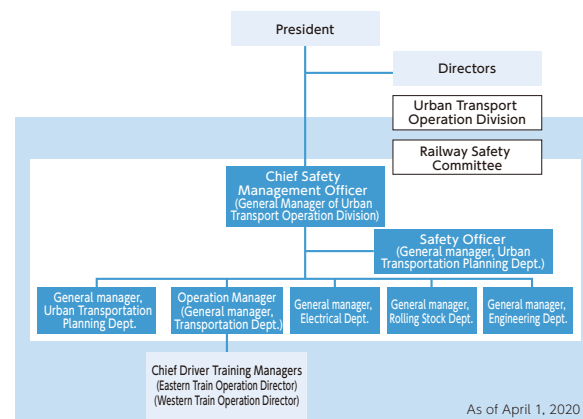 President
Directors
Urban Transport
Operation Division
Railway Safety
Committee
Chief Safety
Management Officer
(General Manager of Urban
Transport Operation Division)
Safety Officer
(General manager, Urban
Transportation Planning Dept.)
General manager,
Urban Transportation
Planning Dept.
Operation Manager
(General manager,
Transportation Dept.)
General manager,
Electrical Dept.
General manager,
Rolling Stock Dept.
General manager,
Engineering Dept.
Chief Driver Training Managers
(Eastern Train Operation Director)
(Western Train Operation Director)
As of April 1, 2020